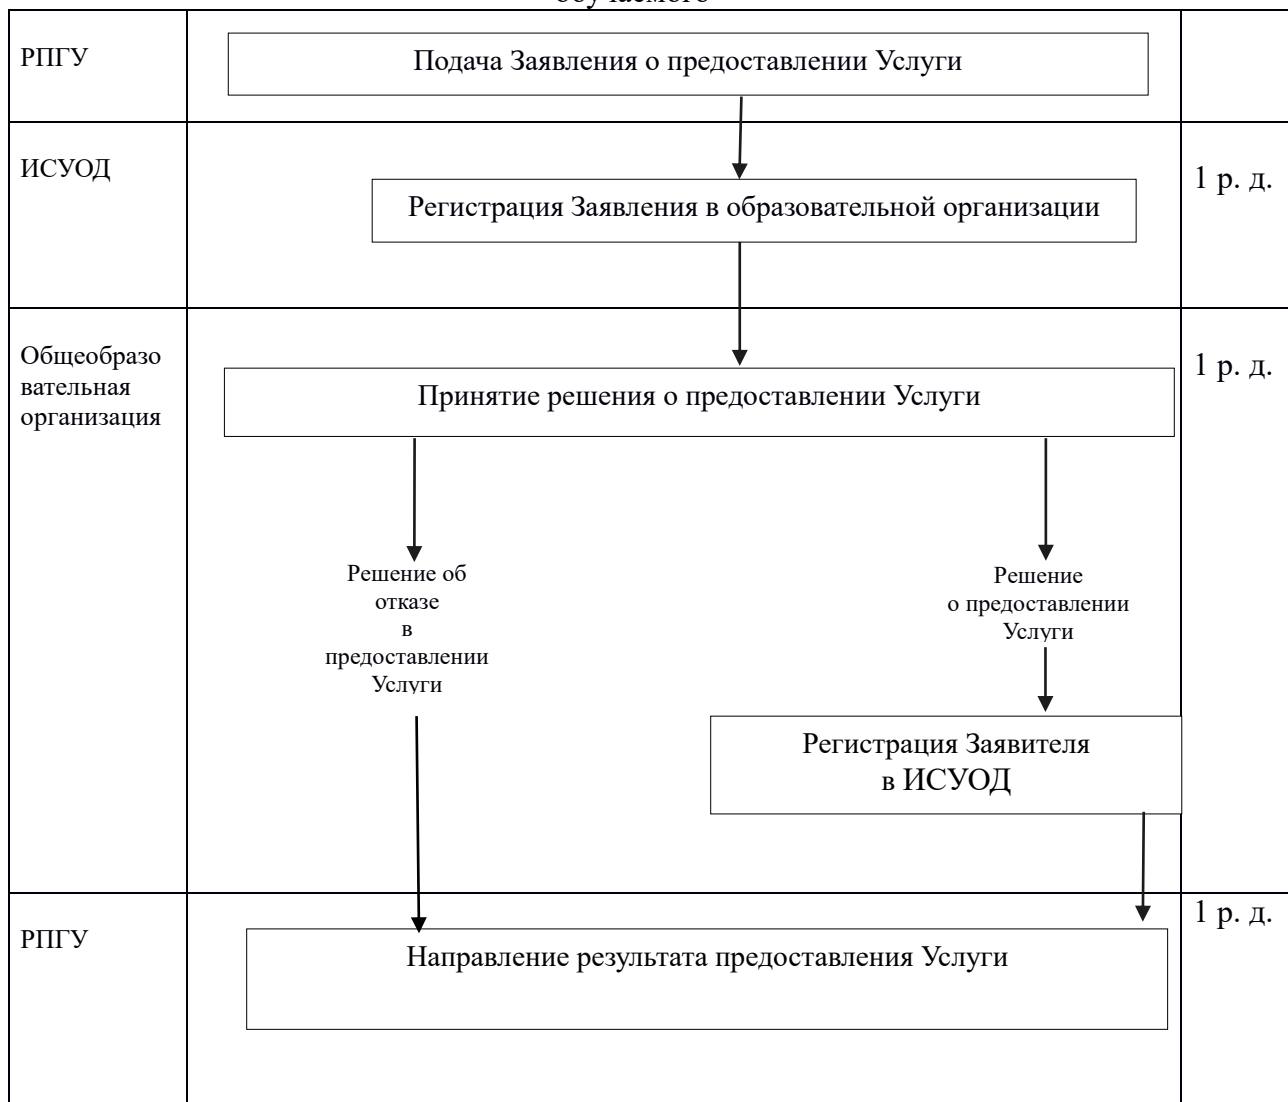 обучаемого
РПГУ
Подача Заявления о предоставлении Услуги
ИСУОД
1 р. д.
Регистрация Заявления в образовательной организации
Общеобразо
вательная
организация
1 р. д.
Принятие решения о предоставлении Услуги
Решение об
отказе
в
предоставлении
Услуги
Решение
о предоставлении
Услуги
Регистрация Заявителя
в ИСУОД
РПГУ
1 р. д.
Направление результата предоставления Услуги